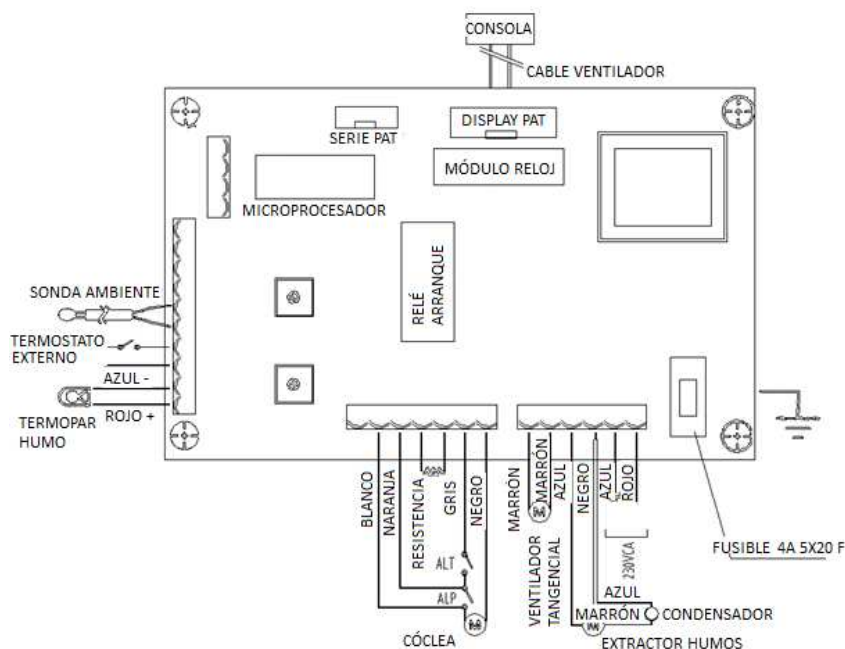 CONSOLA
CABLE VENTILADOR
SERIE PAT
DISPLAY PAT
MÓDULO RELOJ
MICROPROCESADOR
RELÉ
ARRANQUE
SONDA AMBIENTE
TERMOSTATO
EXTERNO
AZUL -
TERMOPAR
HUMO
ROJO +
BLANCO
NARANJA
RESISTENCIA
GRIS
NEGRO
ALT
ALP
M
CÓCLEA
MARRÓN
MARRÓN
AZUL
NEGRO
AZUL
ROJO
M
VENTILADOR
TANGENCIAL
230VCA
AZUL
MARRÓN
CONDENSADOR
M
EXTRACTOR HUMOS
FUSIBLE 4A 5X20 F